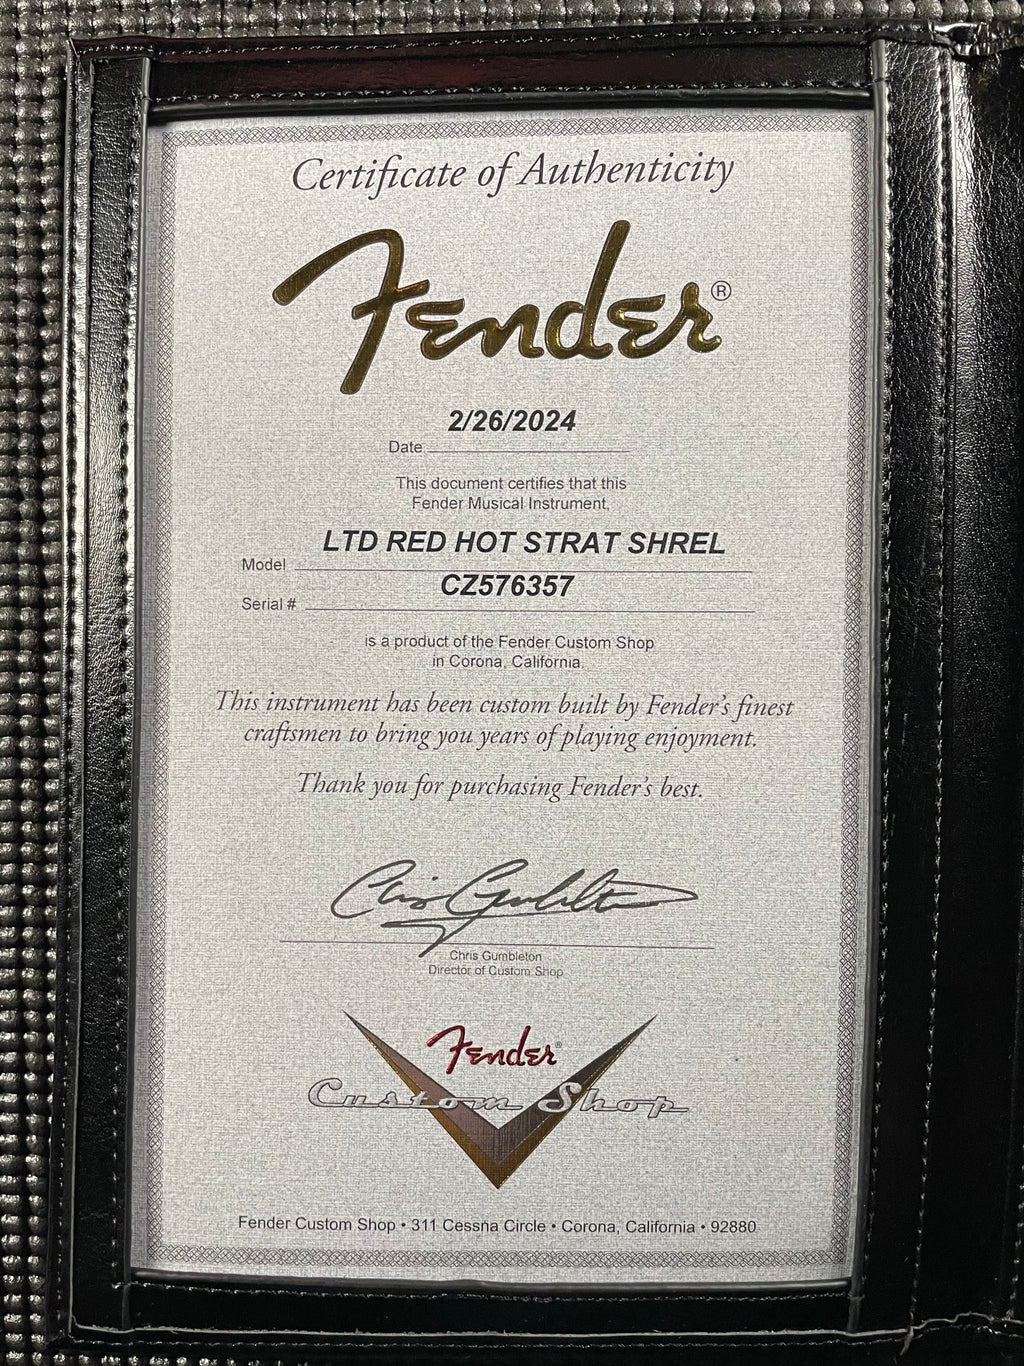 Certificate of Authenticity
Fender®
2/26/2024
Date
This document certifies that this
Fender Musical Instrument,
LTD RED HOT STRAT SHREL
Model
CZ576357
Serial #
is a product of the Fender Custom Shop
in Corona, California.
This instrument has been custom built by Fender's finest
craftsmen to bring you years of playing enjoyment.
Thank you for purchasing Fender's best.
Chris Gumbleton
Chris Gumbleton
Director of Custom Shop
Fender®
Custom Shop
Fender Custom Shop • 311 Cessna Circle • Corona, California • 92880